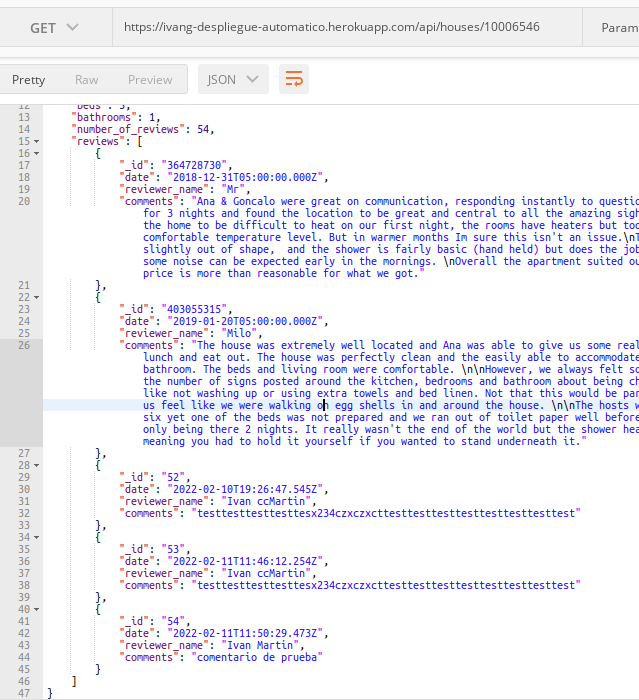 GET https://ivang-despliegue-automatico.herokuapp.com/api/houses/10006546 Param
Pretty Raw Preview JSON
12 "beds": 5,
13 "bathrooms": 1,
14 "number_of_reviews": 54,
15 "reviews": [
16 {
17 "_id": "364728730",
18 "date": "2018-12-31T05:00:00.000Z",
19 "reviewer_name": "Mr",
20 "comments": "Ana & Goncalo were great on communication, responding instantly to questio
for 3 nights and found the location to be great and central to all the amazing sigh
the home to be difficult to heat on our first night, the rooms have heaters but too
comfortable temperature level. But in warmer months Im sure this isn't an issue.\nT
slightly out of shape,  and the shower is fairly basic (hand held) but does the job
some noise can be expected early in the mornings. \nOverall the apartment suited ou
price is more than reasonable for what we got."
21 },
22 {
23 "_id": "403055315",
24 "date": "2019-01-20T05:00:00.000Z",
25 "reviewer_name": "Milo",
26 "comments": "The house was extremely well located and Ana was able to give us some real
lunch and eat out. The house was perfectly clean and the easily able to accommodate
bathroom. The beds and living room were comfortable. \n\nHowever, we always felt so
the number of signs posted around the kitchen, bedrooms and bathroom about being ch
like not washing up or using extra towels and bed linen. Not that this would be par
us feel like we were walking on egg shells in and around the house. \n\nThe hosts w
six yet one of the beds was not prepared and we ran out of toilet paper well before
only being there 2 nights. It really wasn't the end of the world but the shower hea
meaning you had to hold it yourself if you wanted to stand underneath it."
27 },
28 {
29 "_id": "52",
30 "date": "2022-02-10T19:26:47.545Z",
31 "reviewer_name": "Ivan ccMartin",
32 "comments": "testtesttesttesttesx234czxczxcttesttesttesttesttesttesttesttest"
33 },
34 {
35 "_id": "53",
36 "date": "2022-02-11T11:46:12.254Z",
37 "reviewer_name": "Ivan ccMartin",
38 "comments": "testtesttesttesttesx234czxczxcttesttesttesttesttesttesttesttest"
39 },
40 {
41 "_id": "54",
42 "date": "2022-02-11T11:50:29.473Z",
43 "reviewer_name": "Ivan Martin",
44 "comments": "comentario de prueba"
45 }
46 ]
47 }